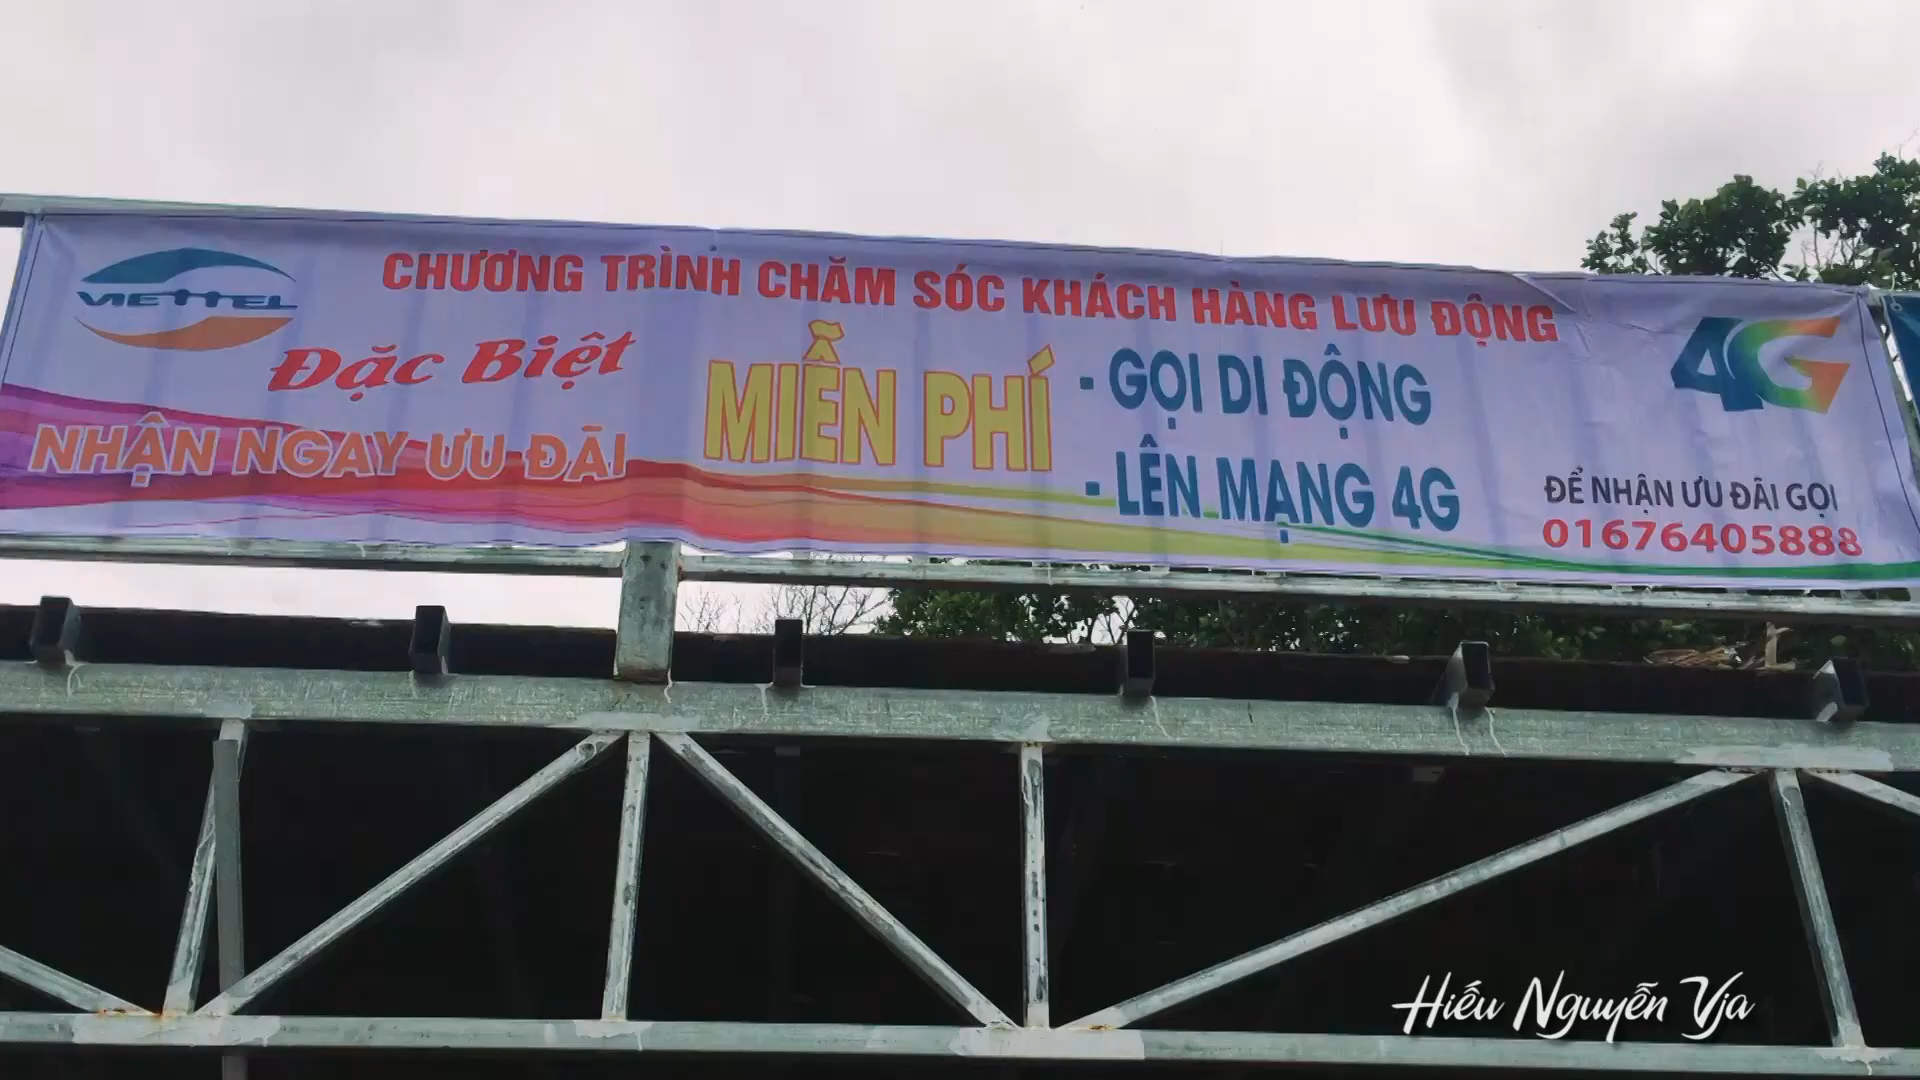 VIETTEL
CHƯƠNG TRÌNH CHĂM SÓC KHÁCH HÀNG LƯU ĐỘNG
Đặc Biệt
NHẬN NGAY ƯU ĐÃI
MIỄN PHÍ
- GỌI DI ĐỘNG
- LÊN MẠNG 4G
4G
ĐỂ NHẬN ƯU ĐÃI GỌI
01676405888
Hiếu Nguyễn Vja